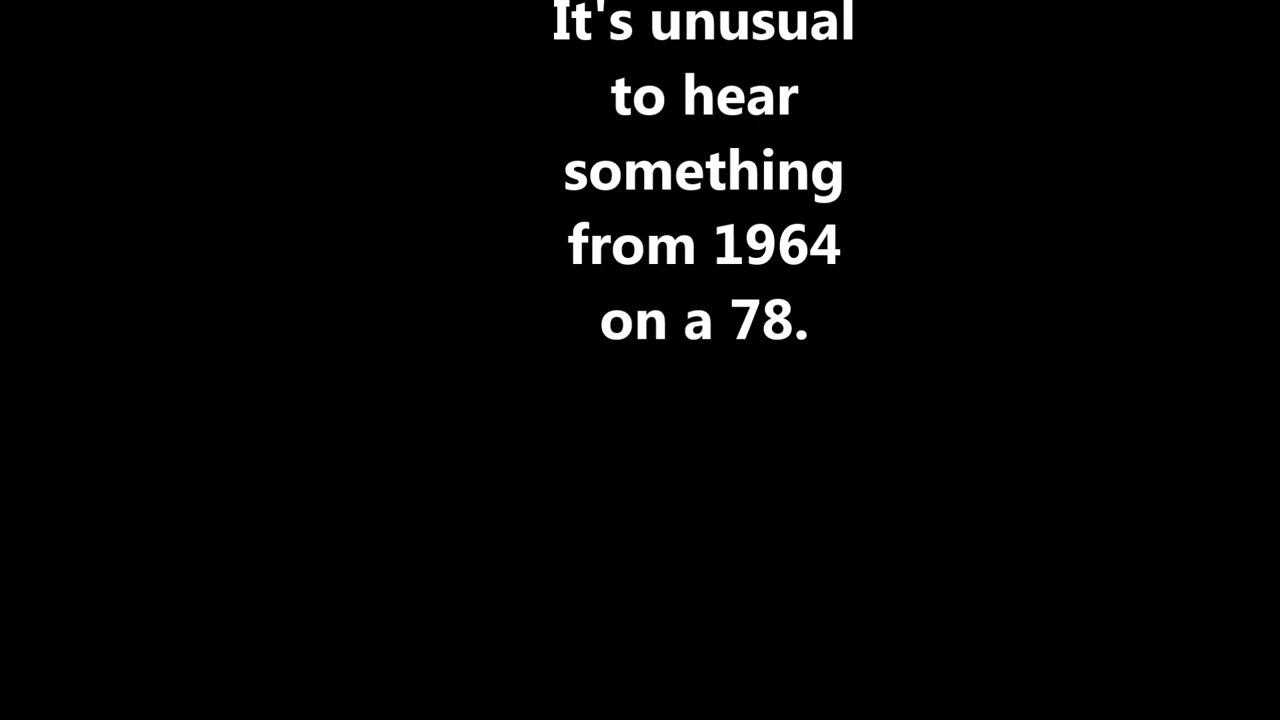 It's unusual
to hear
something
from 1964
on a 78.